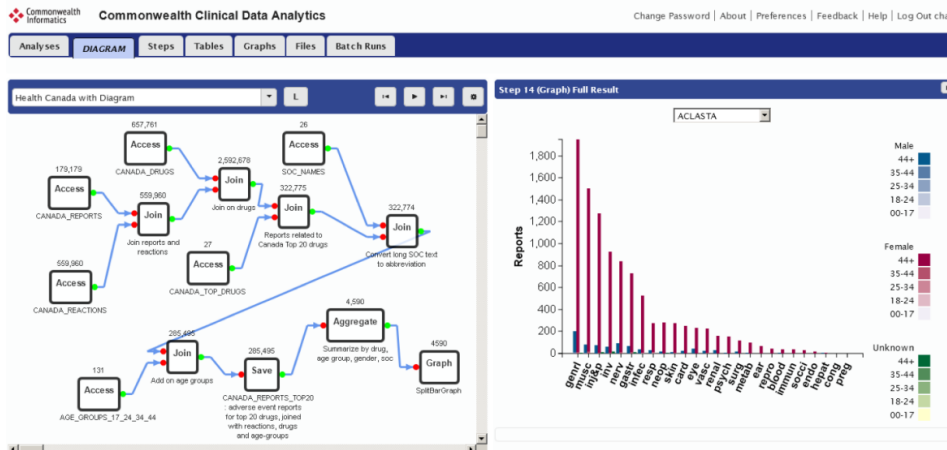 Commonwealth
Informatics
Commonwealth Clinical Data Analytics
Change Password | About | Preferences | Feedback | Help | Log Out
Analyses
DIAGRAM
Steps
Tables
Graphs
Files
Batch Runs
Health Canada with Diagram
L
657,761
Access
CANADA_DRUGS
26
Access
SOC_NAMES
179,179
Access
CANADA_REPORTS
2,592,678
Join
Join on drugs
559,960
Join
Join reports and
reactions
322,775
Join
Reports related to
Canada Top 20 drugs
322,774
Join
Convert long SOC text
to abbreviation
27
Access
CANADA_TOP_DRUGS
559,960
Access
CANADA_REACTIONS
4,590
Aggregate
Summarize by drug,
age group, gender, soc
285,495
Join
Add on age groups
285,495
Save
CANADA_REPORTS_TOP20
: adverse event reports
for top 20 drugs, joined
with reactions, drugs
and age-groups
4590
Graph
SplitBarGraph
131
Access
AGE_GROUPS_17_24_34_44
Step 14 (Graph) Full Result
ACLASTA
Reports
1,800
1,600
1,400
1,200
1,000
800
600
400
200
0
genrl
musc
inj&p
inv
nerv
gastr
infec
resp
neop
skin
card
eye
vasc
renal
psych
surg
metab
ear
repro
blood
immun
socci
endo
hepat
cong
preg
Male
44+
35-44
25-34
18-24
00-17
Female
44+
35-44
25-34
18-24
00-17
Unknown
44+
35-44
25-34
18-24
00-17